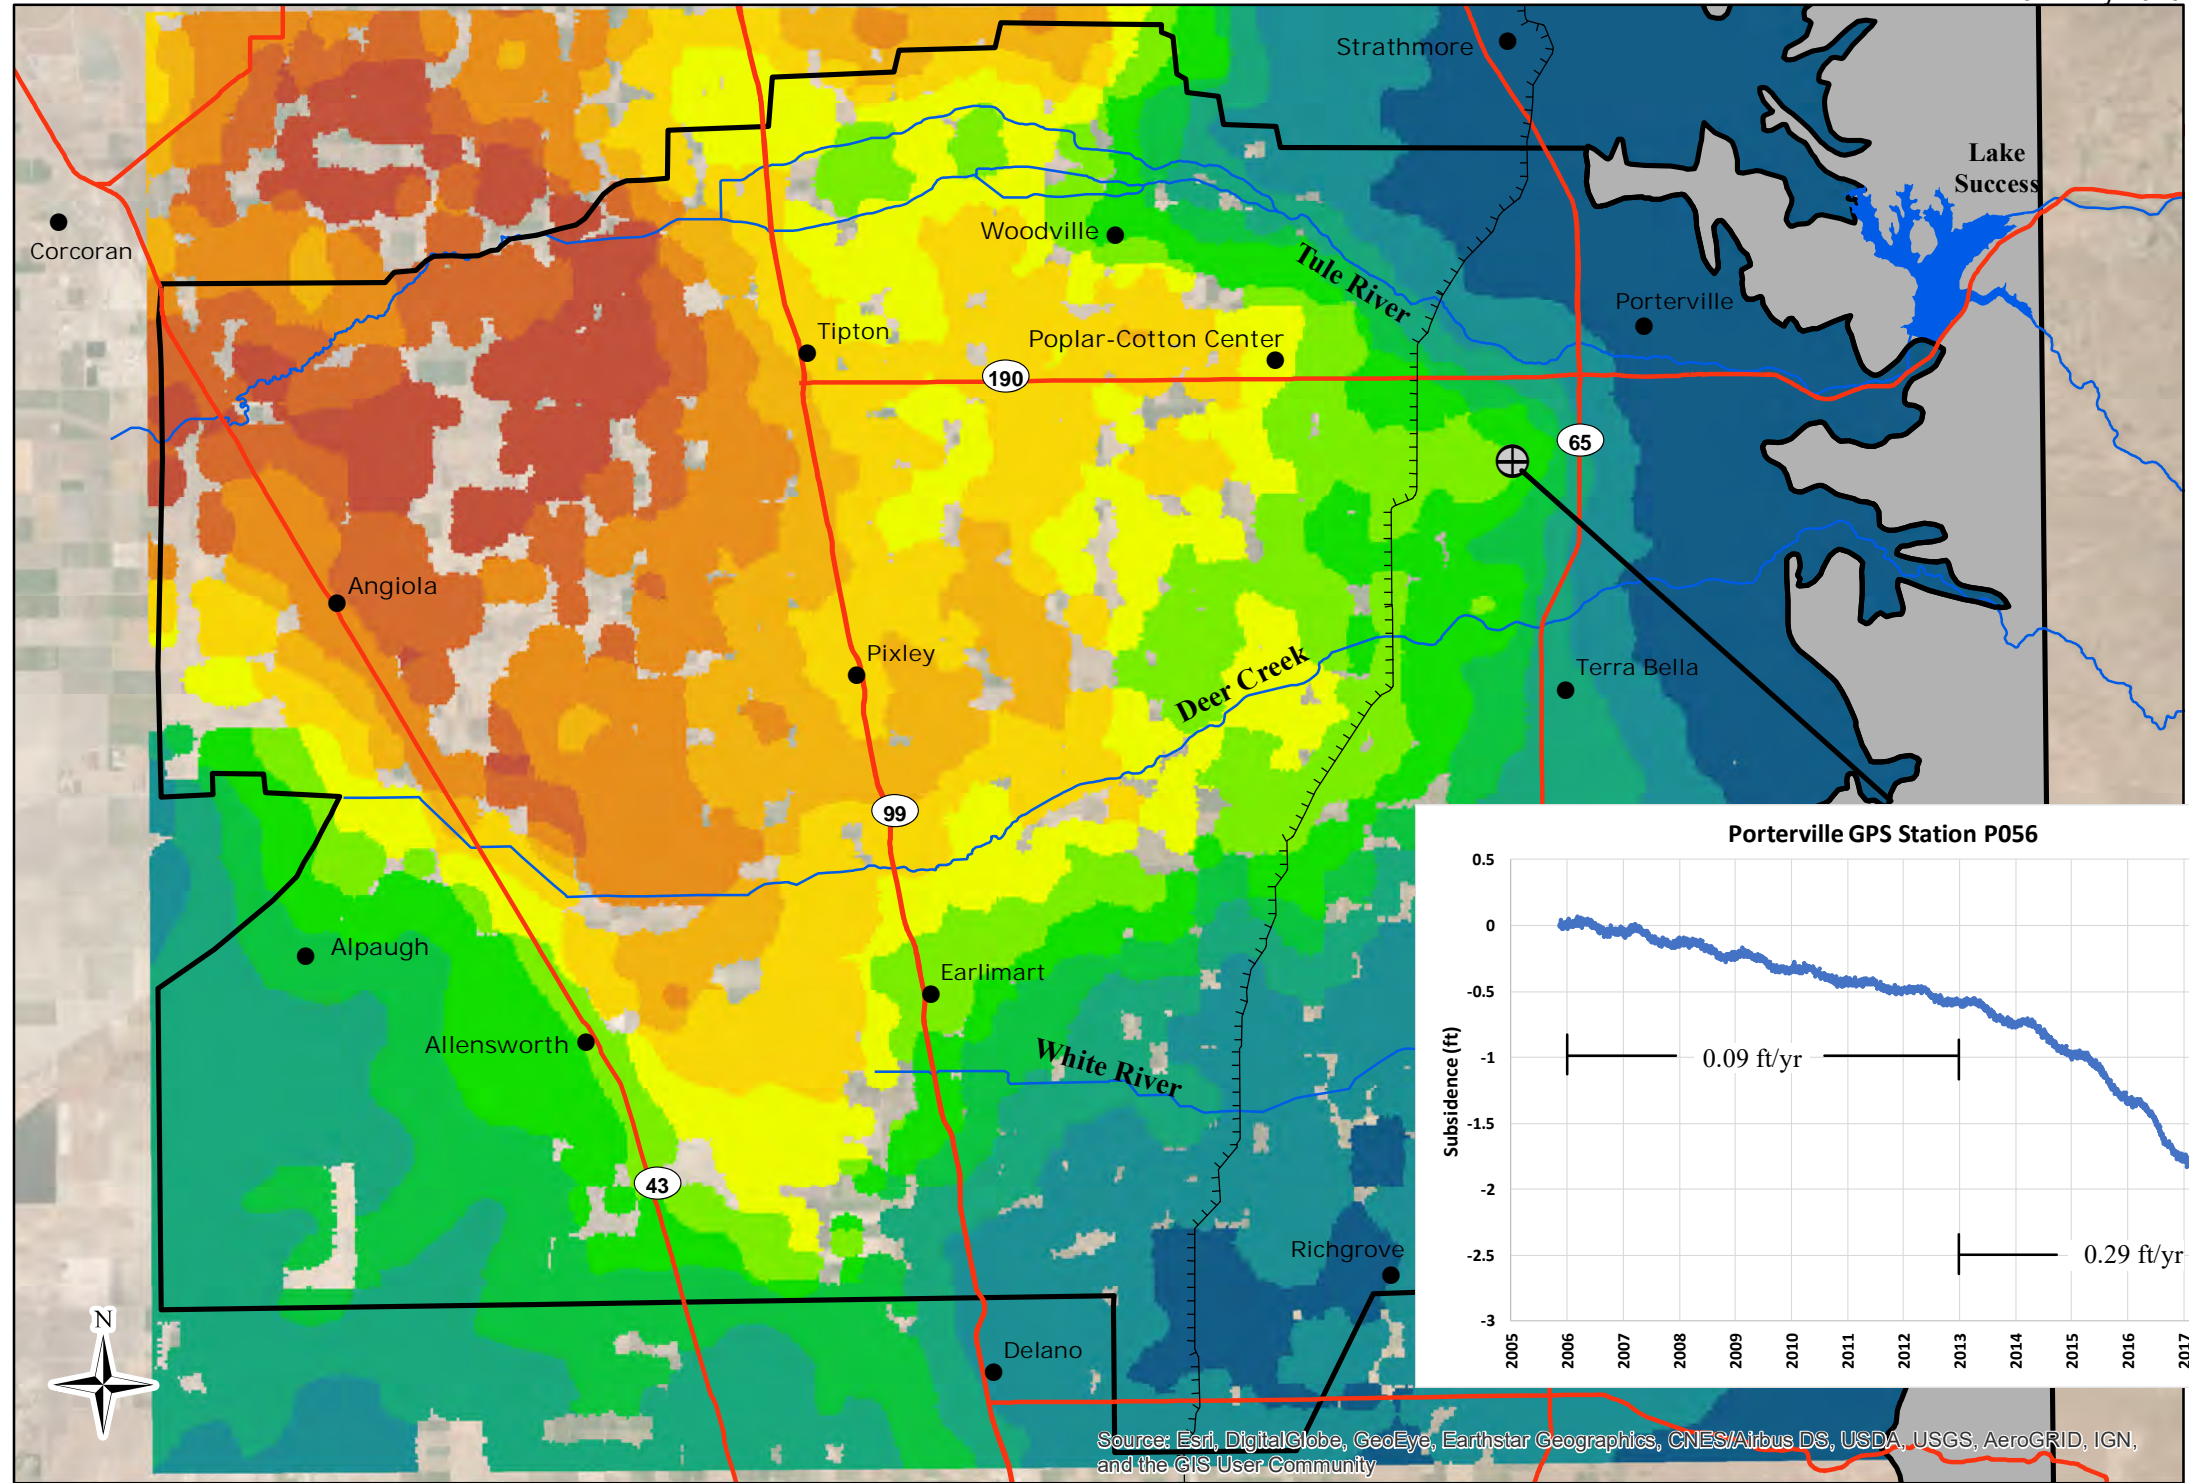 Strathmore
Lake
Success
Corcoran
Woodville
Tule River
Porterville
Tipton
Poplar-Cotton Center
190
65
Angiola
Pixley
Deer Creek
Terra Bella
99
Alpaugh
Earlimart
Allensworth
White River
43
Richgrove
Delano
N
Porterville GPS Station P056
Subsidence (ft)
0.5
0
-0.5
-1
-1.5
-2
-2.5
-3
0.09 ft/yr
0.29 ft/yr
2005
2006
2007
2008
2009
2010
2011
2012
2013
2014
2015
2016
2017
Source: Esri, DigitalGlobe, GeoEye, Earthstar Geographics, CNES/Airbus DS, USDA, USGS, AeroGRID, IGN,
and the GIS User Community